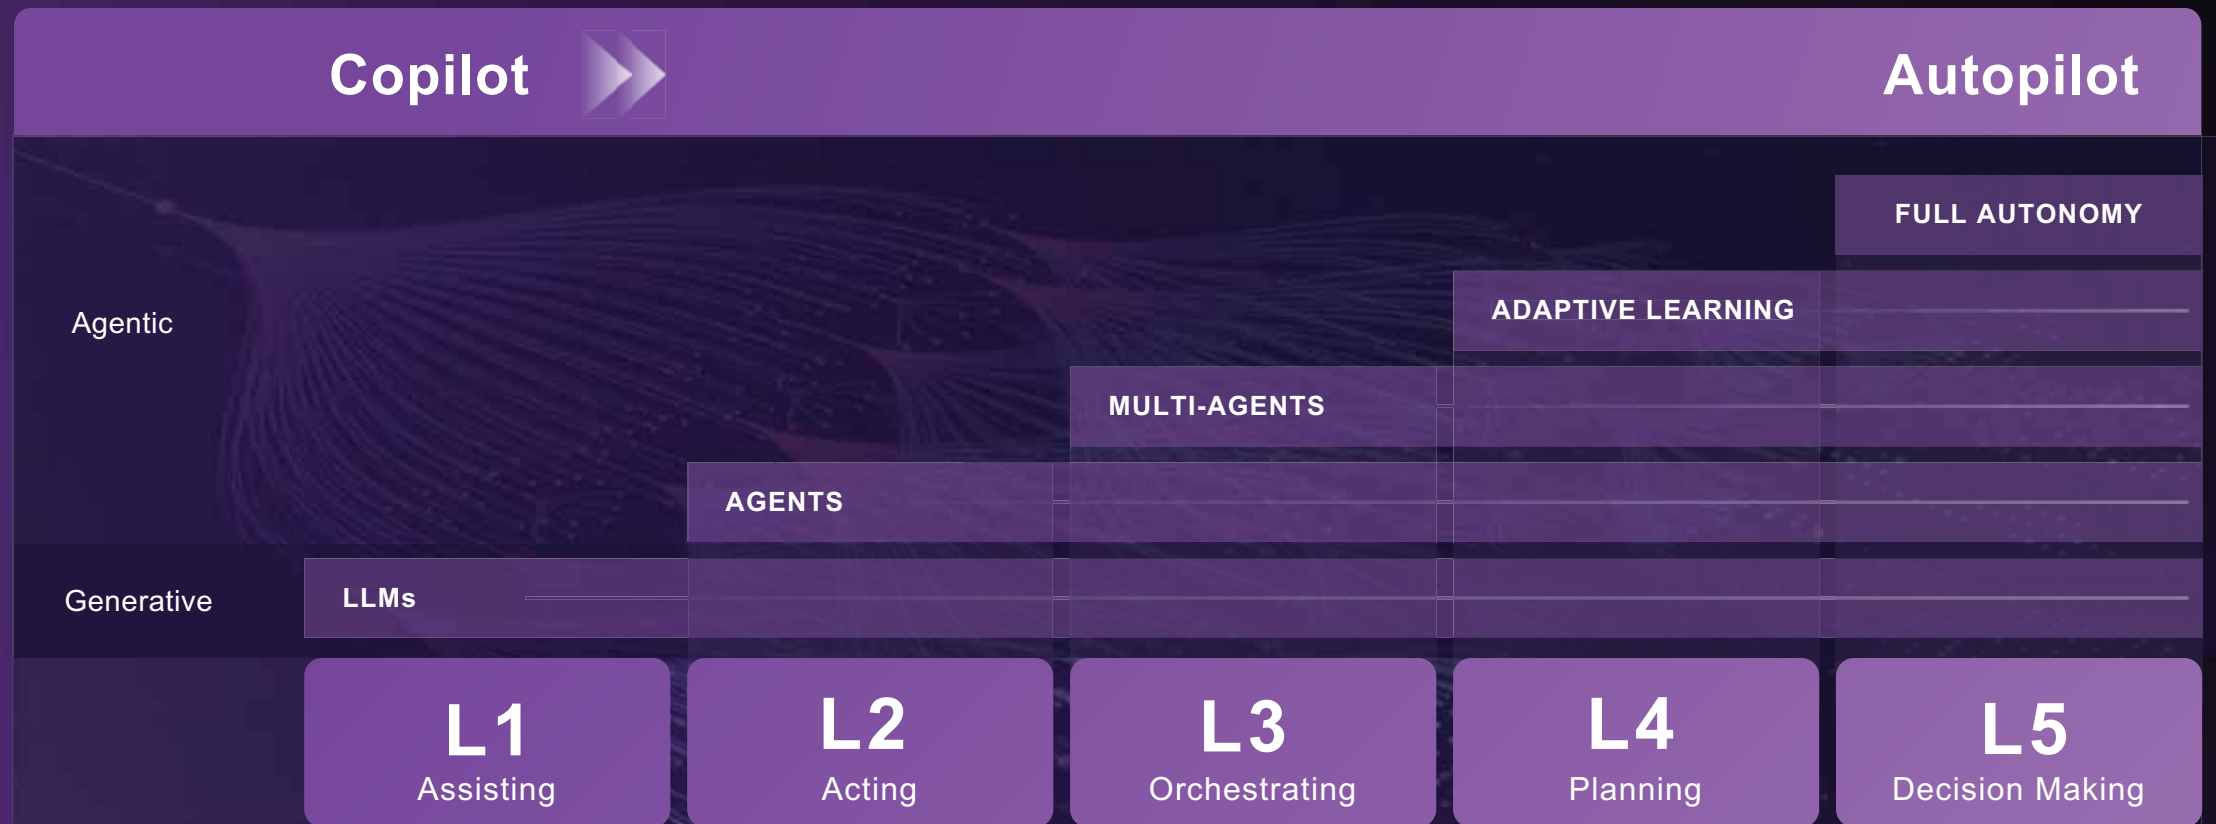 Copilot
Autopilot
FULL AUTONOMY
Agentic
ADAPTIVE LEARNING
MULTI-AGENTS
AGENTS
Generative
LLMs
L1
Assisting
L2
Acting
L3
Orchestrating
L4
Planning
L5
Decision Making